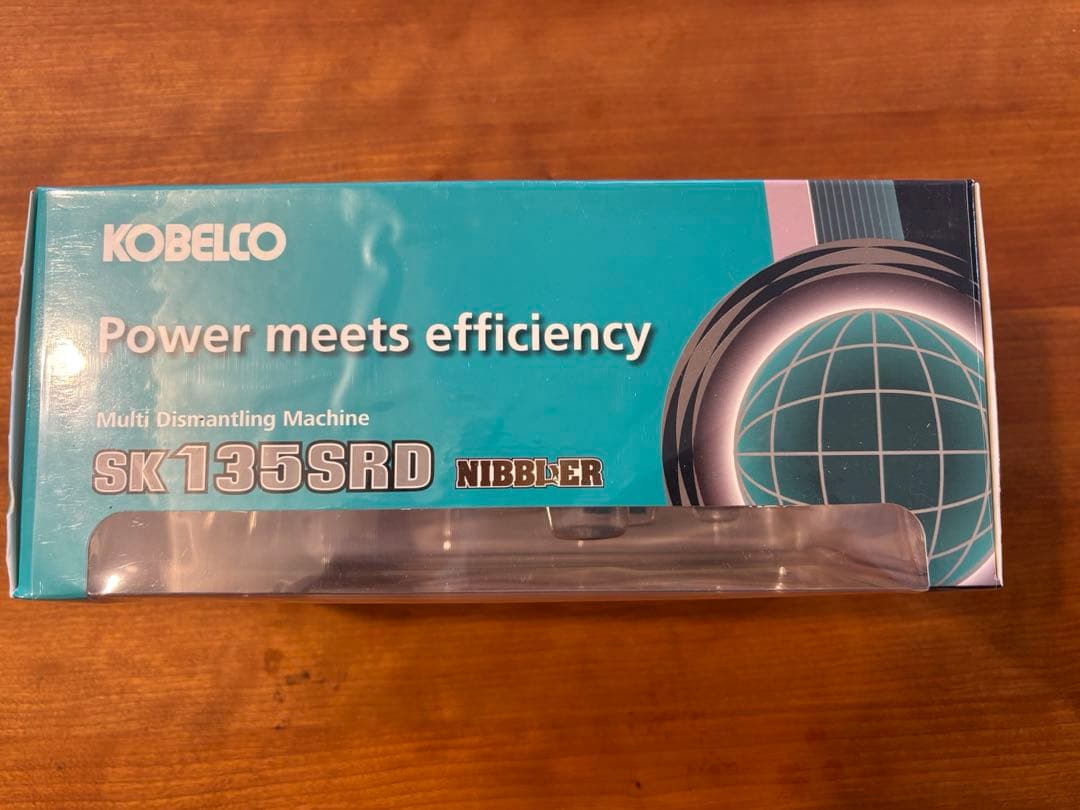 KOBELCO
Power meets efficiency
Multi Dismantling Machine
SK135SRD NIBBLER